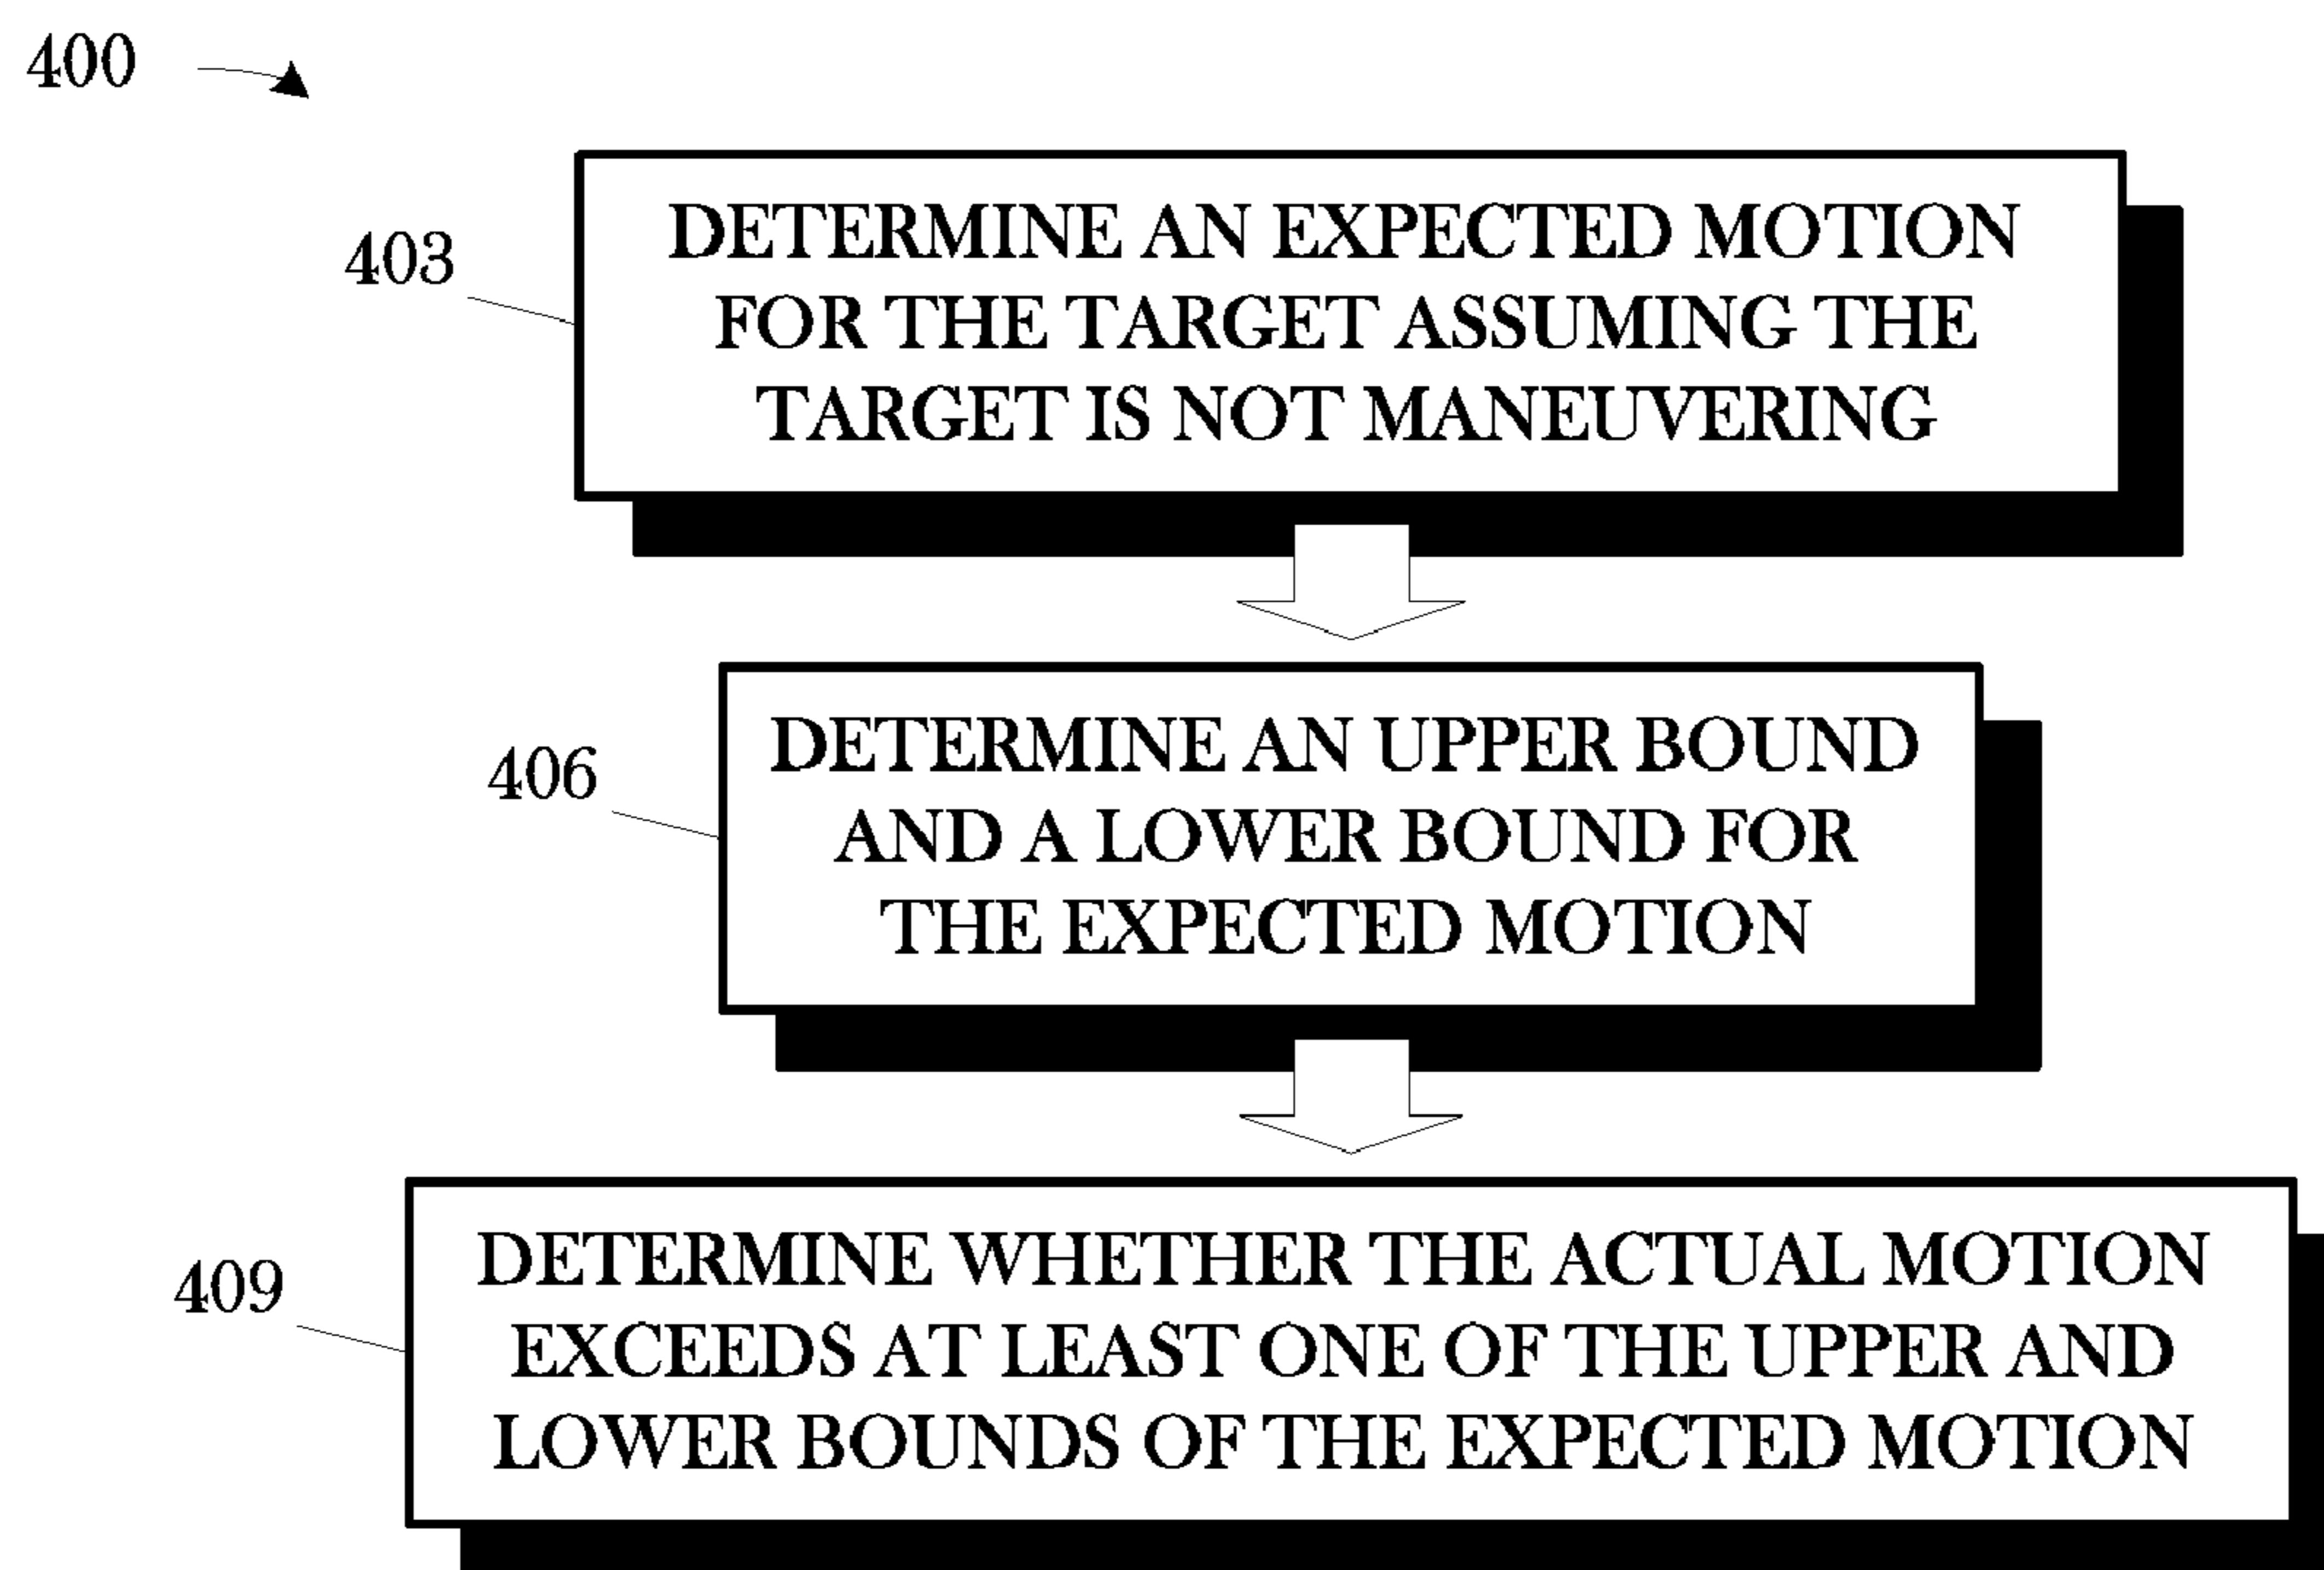 400
403
DETERMINE AN EXPECTED MOTION
FOR THE TARGET ASSUMING THE
TARGET IS NOT MANEUVERING
406
DETERMINE AN UPPER BOUND
AND A LOWER BOUND FOR
THE EXPECTED MOTION
409
DETERMINE WHETHER THE ACTUAL MOTION
EXCEEDS AT LEAST ONE OF THE UPPER AND
LOWER BOUNDS OF THE EXPECTED MOTION